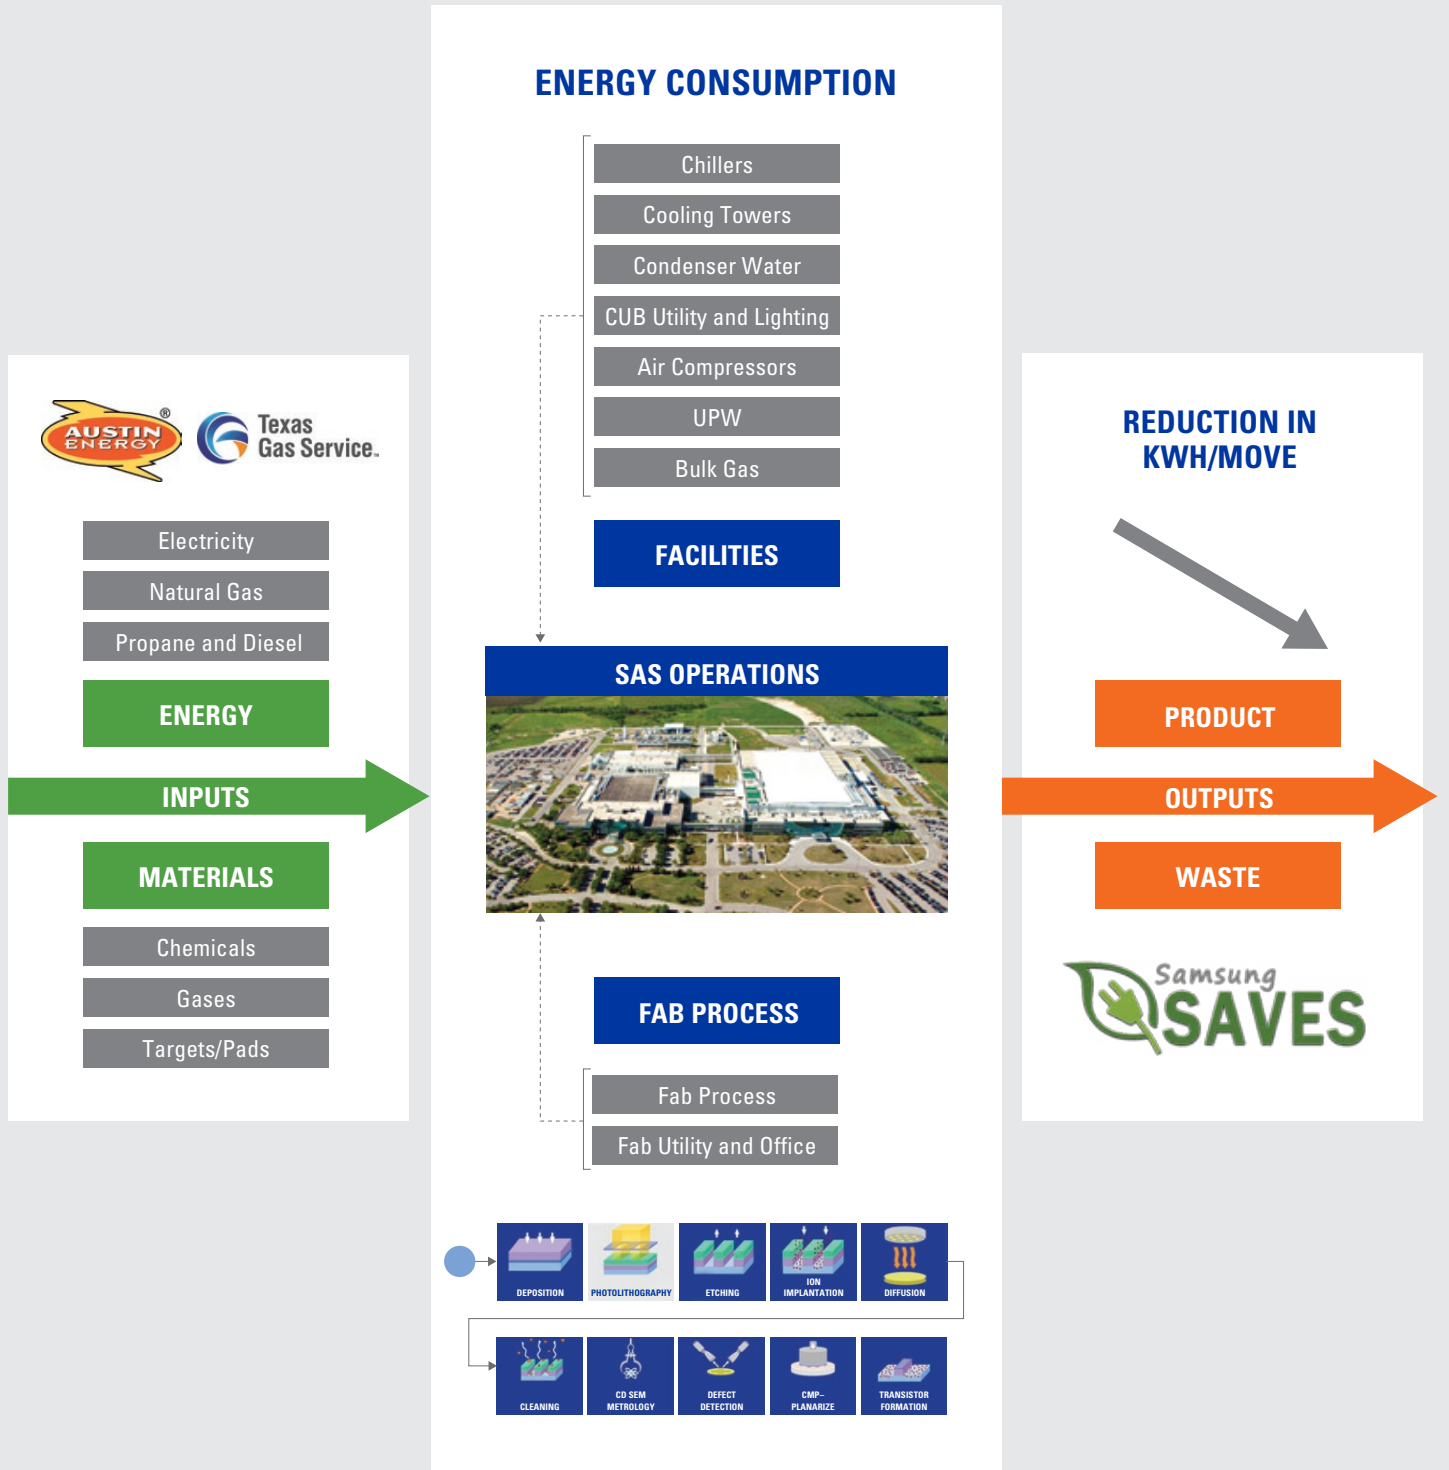 ENERGY CONSUMPTION
Chillers
Cooling Towers
Condenser Water
CUB Utility and Lighting
Air Compressors
UPW
Bulk Gas
FACILITIES
AUSTIN
ENERGY
®
Texas
Gas Service™
Electricity
Natural Gas
Propane and Diesel
ENERGY
INPUTS
MATERIALS
Chemicals
Gases
Targets/Pads
SAS OPERATIONS
FAB PROCESS
Fab Process
Fab Utility and Office
DEPOSITION
PHOTOLITHOGRAPHY
ETCHING
ION
IMPLANTATION
DIFFUSION
CLEANING
CD SEM
METROLOGY
DEFECT
DETECTION
CMP–
PLANARIZE
TRANSISTOR
FORMATION
REDUCTION IN
KWH/MOVE
PRODUCT
OUTPUTS
WASTE
Samsung
SAVES